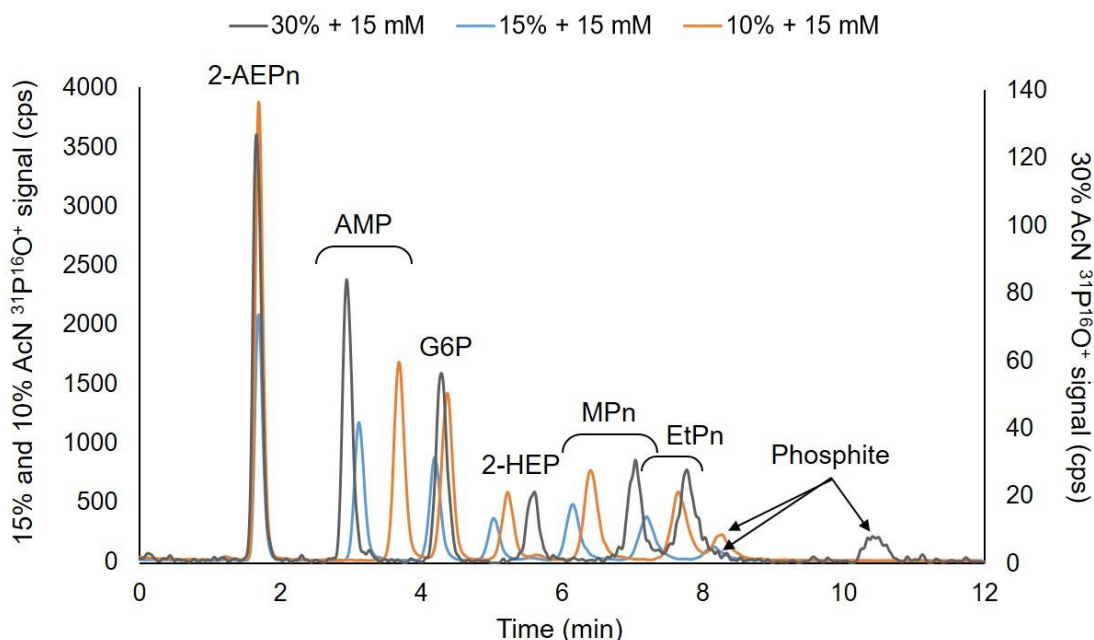 30% + 15 mM 15% + 15 mM 10% + 15 mM
15% and 10% AcN ³¹P¹⁶O⁺ signal (cps)
4000
3500
3000
2500
2000
1500
1000
500
0
2-AEPn
AMP
G6P
2-HEP
MPn
EtPn
Phosphite
140
120
100
80
60
40
20
0
30% AcN ³¹P¹⁶O⁺ signal (cps)
0 2 4 6 8 10 12
Time (min)